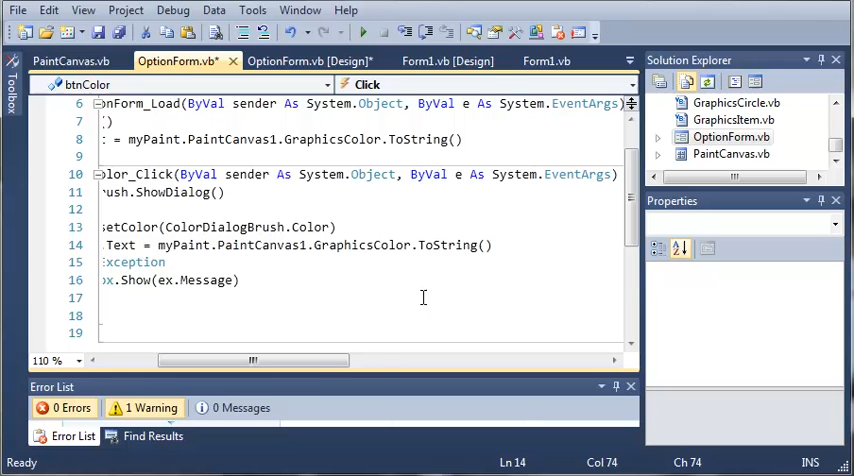 File Edit View Project Debug Data Tools Window Help
PaintCanvas.vb OptionForm.vb* OptionForm.vb [Design]* Form1.vb [Design] Form1.vb
Toolbox
btnColor Click
6 onForm_Load(ByVal sender As System.Object, ByVal e As System.EventArgs)
7 ()
8 t = myPaint.PaintCanvas1.GraphicsColor.ToString()
9
10 olor_Click(ByVal sender As System.Object, ByVal e As System.EventArgs)
11 rush.ShowDialog()
12
13 setColor(ColorDialogBrush.Color)
14 .Text = myPaint.PaintCanvas1.GraphicsColor.ToString()
15 Exception
16 ox.Show(ex.Message)
17
18
19
110 %
Solution Explorer
GraphicsCircle.vb
GraphicsItem.vb
OptionForm.vb
PaintCanvas.vb
Properties
Error List
0 Errors 1 Warning 0 Messages
Error List Find Results
Ready Ln 14 Col 74 Ch 74 INS